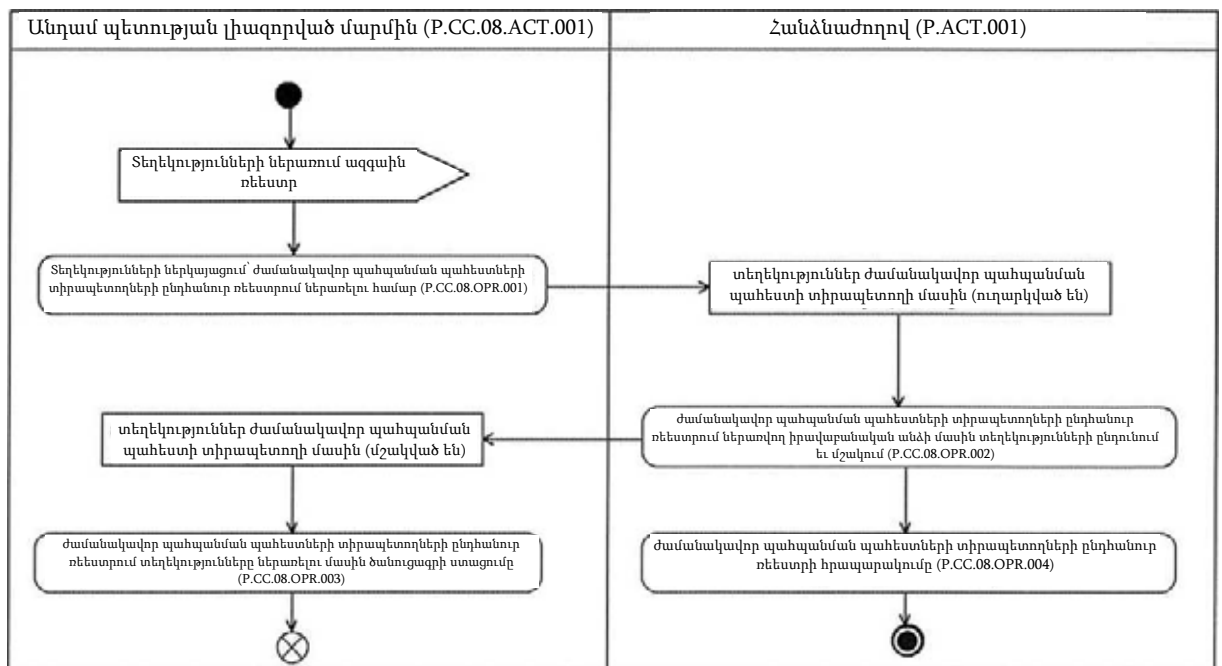 Անդամ պետության լիազորված մարմին (P.CC.08.ACT.001)
Հանձնաժողով (P.ACT.001)
Տեղեկությունների ներառում ազգաին
ռեեստր
Տեղեկությունների ներկայացում՝ ժամանակավոր պահպանման պահեստների
տիրապետողների ընդհանուր ռեեստրում ներառելու համար (P.CC.08.OPR.001)
տեղեկություններ ժամանակավոր պահպանման
պահեստի տիրապետողի մասին (ուղարկված են)
ժամանակավոր պահպանման պահեստների տիրապետողների ընդհանուր
ռեեստրում ներառվող իրավաբանական անձի մասին տեղեկությունների ընդունում
եւ մշակում (P.CC.08.OPR.002)
տեղեկություններ ժամանակավոր պահպանման
պահեստի տիրապետողի մասին (մշակված են)
ժամանակավոր պահպանման պահեստների տիրապետողների ընդհանուր
ռեեստրում տեղեկությունները ներառելու մասին ծանուցագրի ստացումը
(P.CC.08.OPR.003)
ժամանակավոր պահպանման պահեստների տիրապետողների ընդհանուր
ռեեստրի հրապարակումը (P.CC.08.OPR.004)